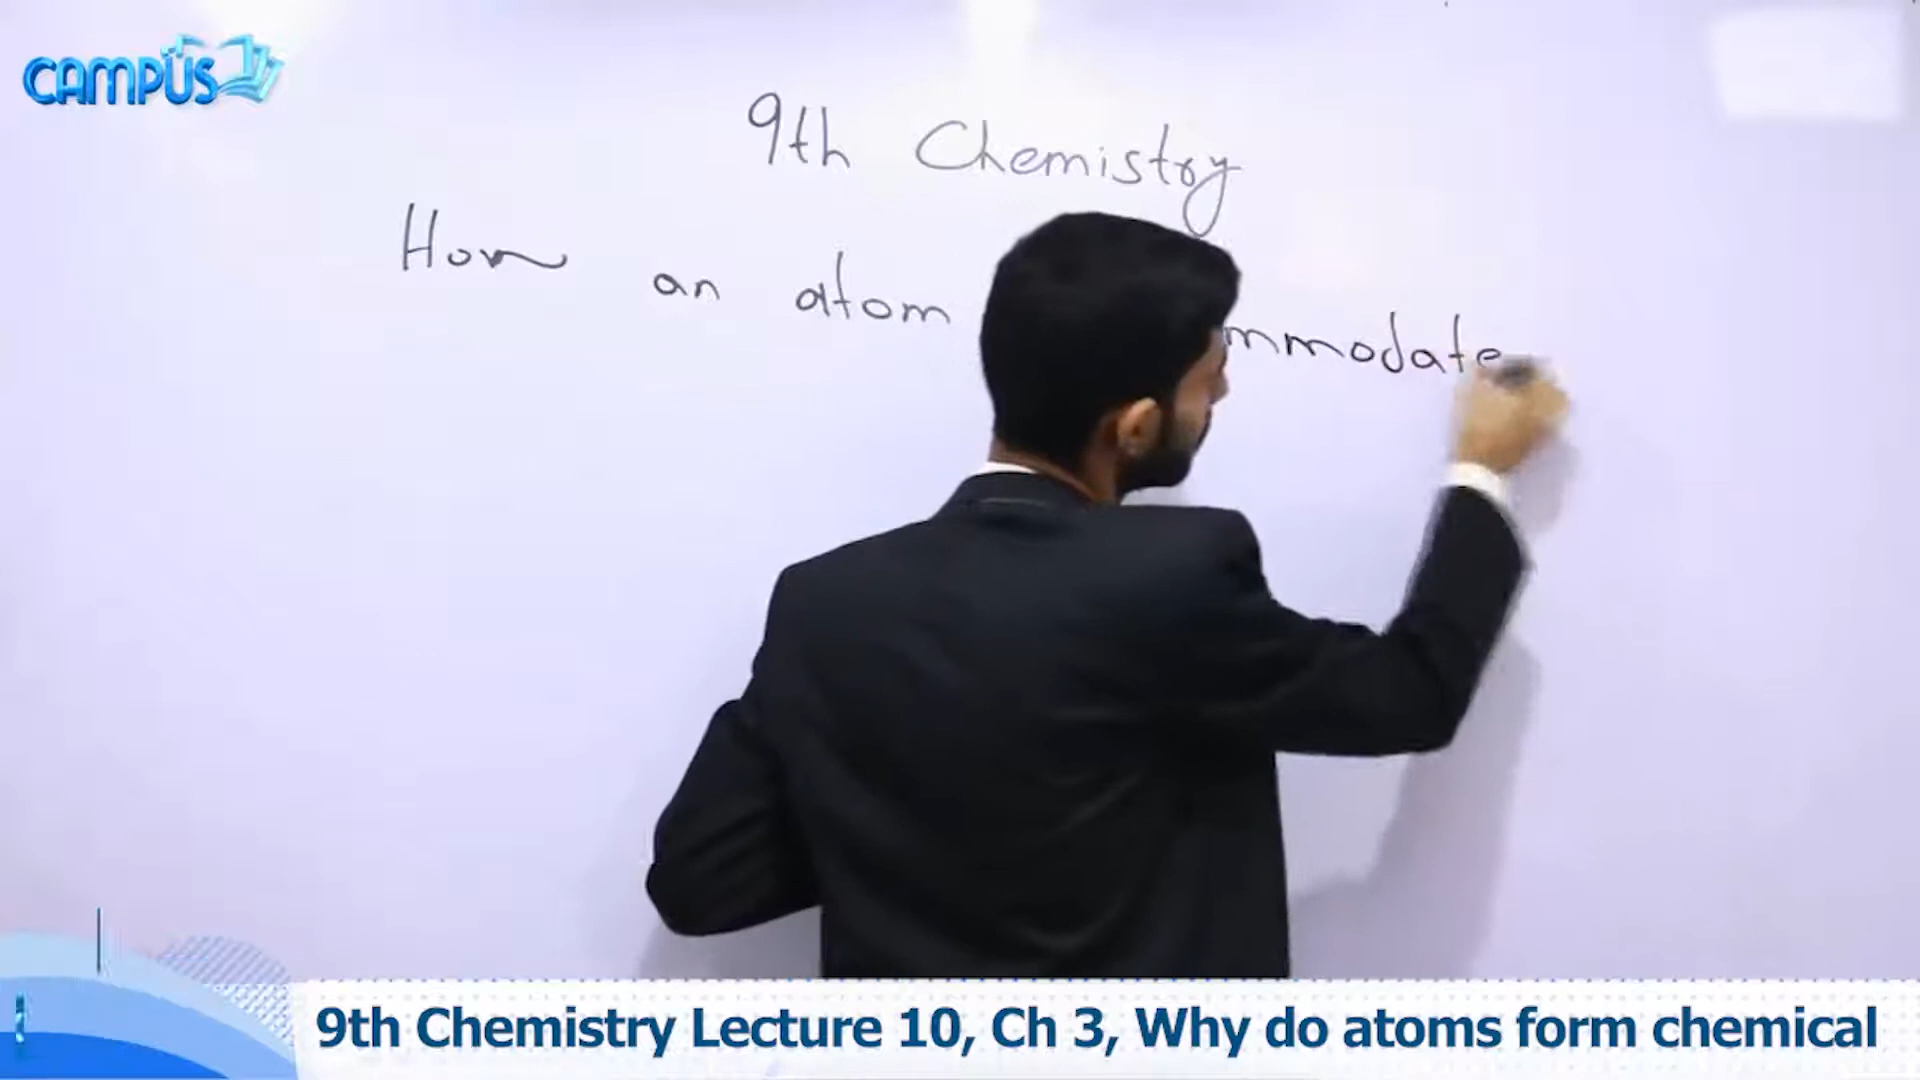 CAMPUS
9th Chemistry
How an atom mmodate
9th Chemistry Lecture 10, Ch 3, Why do atoms form chemical